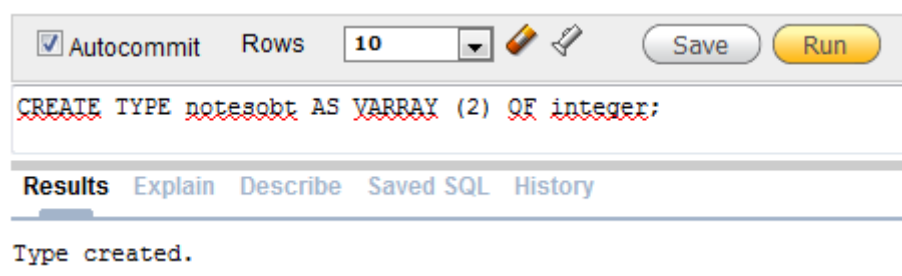 Autocommit Rows 10 Save Run
CREATE TYPE notesobt AS VARRAY (2) OF integer;
Results Explain Describe Saved SQL History
Type created.